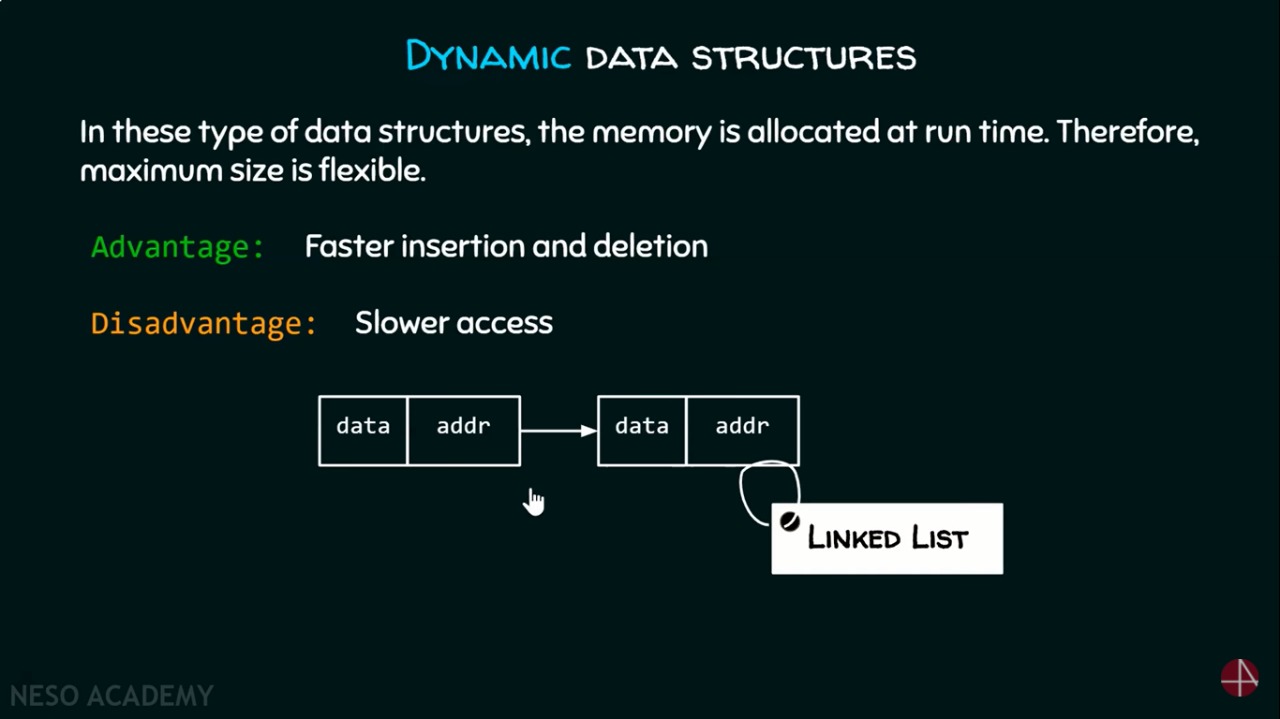 DYNAMIC DATA STRUCTURES
In these type of data structures, the memory is allocated at run time. Therefore,
maximum size is flexible.
Advantage: Faster insertion and deletion
Disadvantage: Slower access
data addr data addr
LINKED LIST
NESO ACADEMY